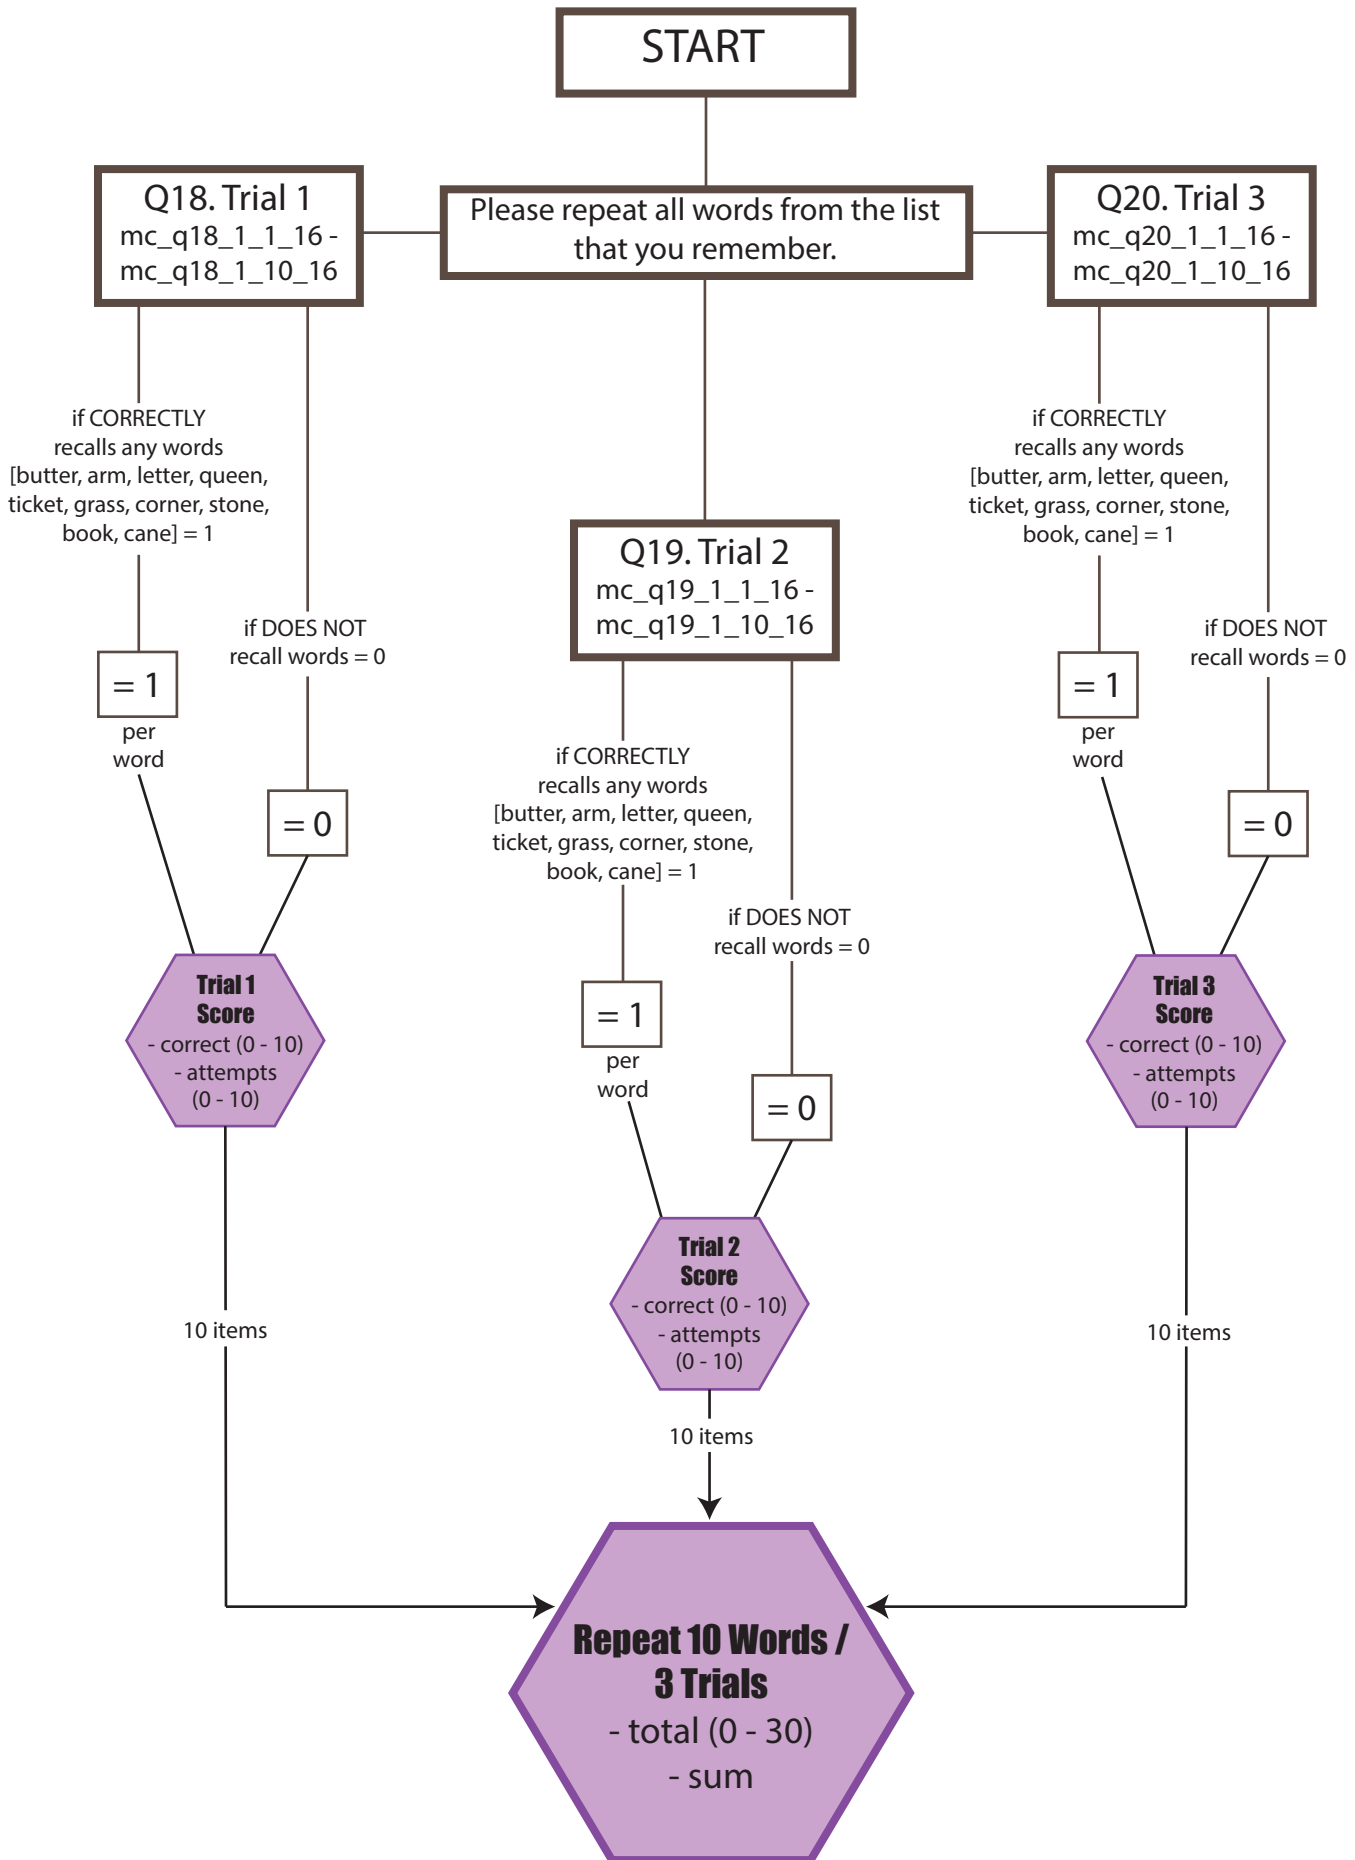 START
Please repeat all words from the list
that you remember.
Q18. Trial 1
mc_q18_1_1_16 -
mc_q18_1_10_16
if CORRECTLY
recalls any words
[butter, arm, letter, queen,
ticket, grass, corner, stone,
book, cane] = 1
= 1
per
word
if DOES NOT
recall words = 0
= 0
Trial 1
Score
- correct (0 - 10)
- attempts
(0 - 10)
10 items
Q19. Trial 2
mc_q19_1_1_16 -
mc_q19_1_10_16
if CORRECTLY
recalls any words
[butter, arm, letter, queen,
ticket, grass, corner, stone,
book, cane] = 1
= 1
per
word
if DOES NOT
recall words = 0
= 0
Trial 2
Score
- correct (0 - 10)
- attempts
(0 - 10)
10 items
Q20. Trial 3
mc_q20_1_1_16 -
mc_q20_1_10_16
if CORRECTLY
recalls any words
[butter, arm, letter, queen,
ticket, grass, corner, stone,
book, cane] = 1
= 1
per
word
if DOES NOT
recall words = 0
= 0
Trial 3
Score
- correct (0 - 10)
- attempts
(0 - 10)
10 items
Repeat 10 Words /
3 Trials
- total (0 - 30)
- sum